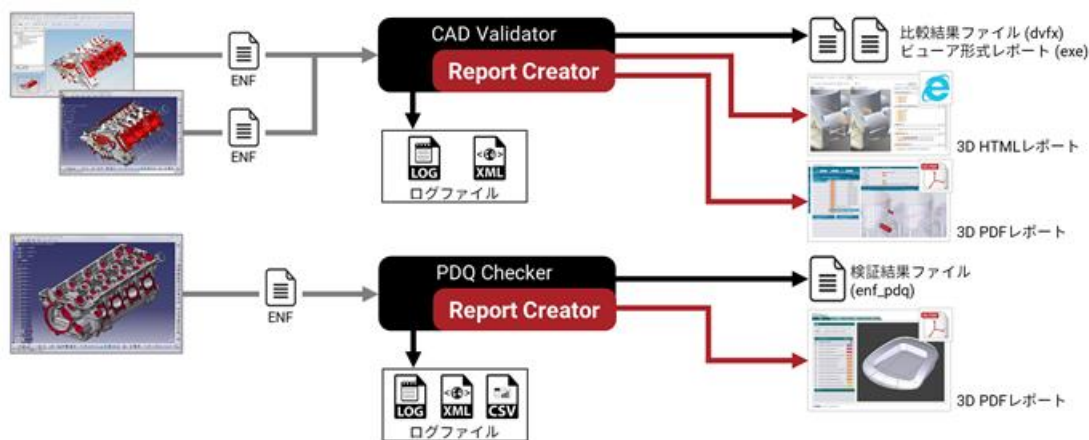 CAD Validator
Report Creator
ENF
ENF
LOG
XML
ログファイル
比較結果ファイル (dvfx)
ビューア形式レポート (exe)
3D HTMLレポート
3D PDFレポート
PDQ Checker
Report Creator
ENF
LOG
XML
CSV
ログファイル
検証結果ファイル
(enf_pdq)
3D PDFレポート